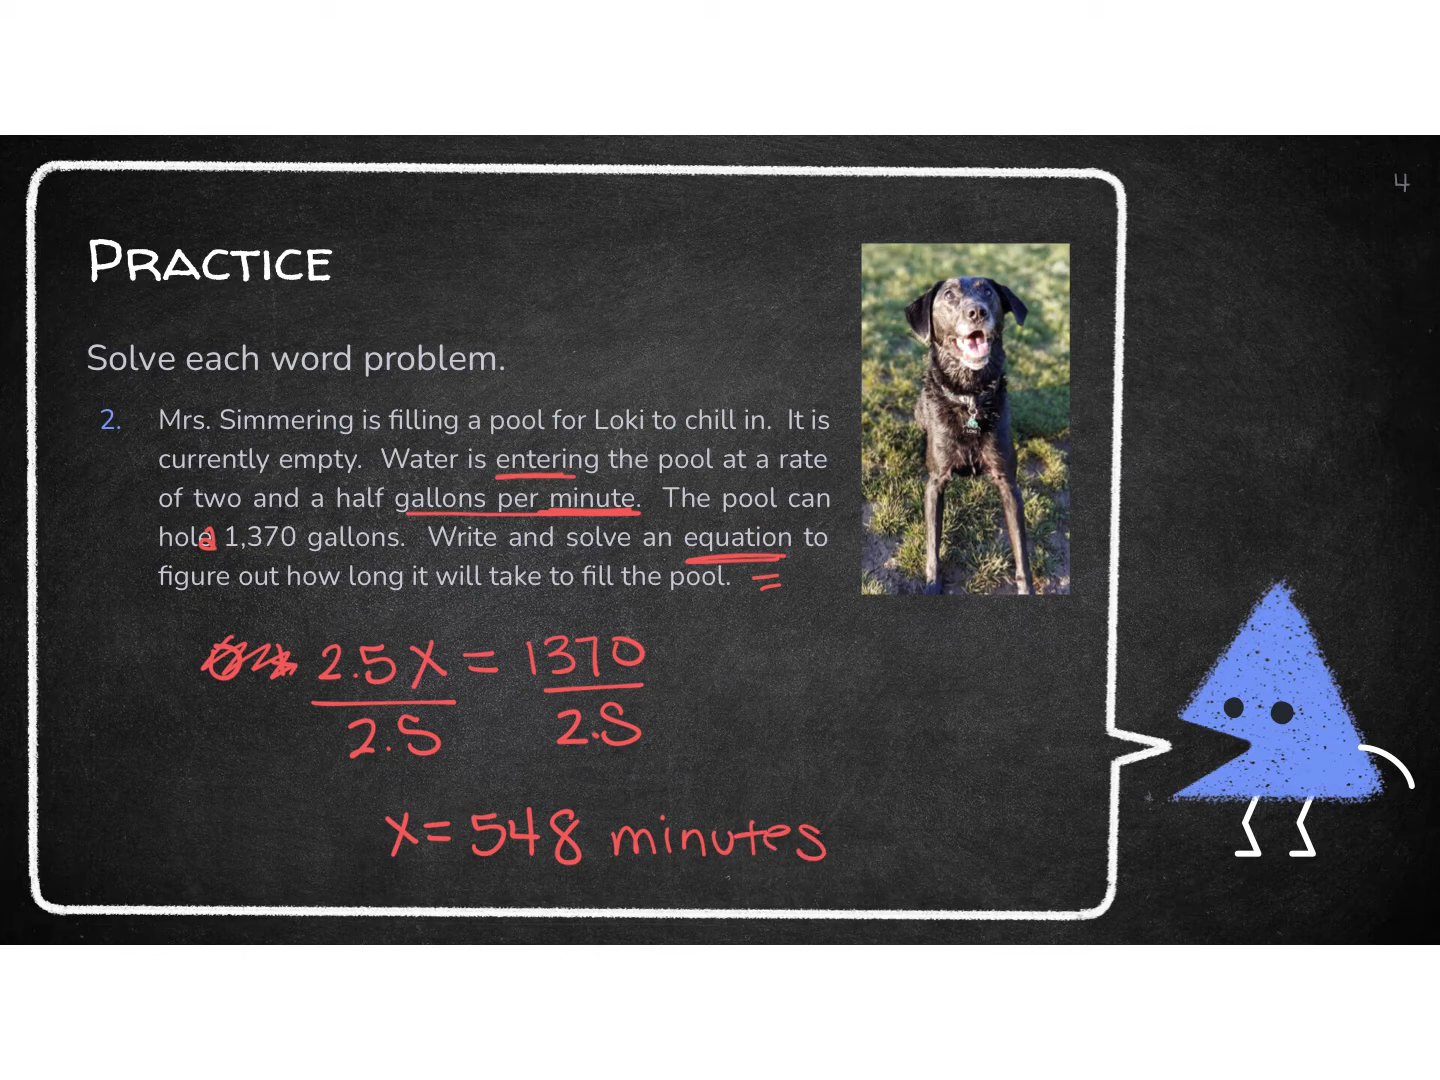 4
PRACTICE
Solve each word problem.
2. Mrs. Simmering is filling a pool for Loki to chill in. It is
currently empty. Water is entering the pool at a rate
of two and a half gallons per minute. The pool can
hold 1,370 gallons. Write and solve an equation to
figure out how long it will take to fill the pool.
2.5X = 1370
2.5 2.5
X= 548 minutes